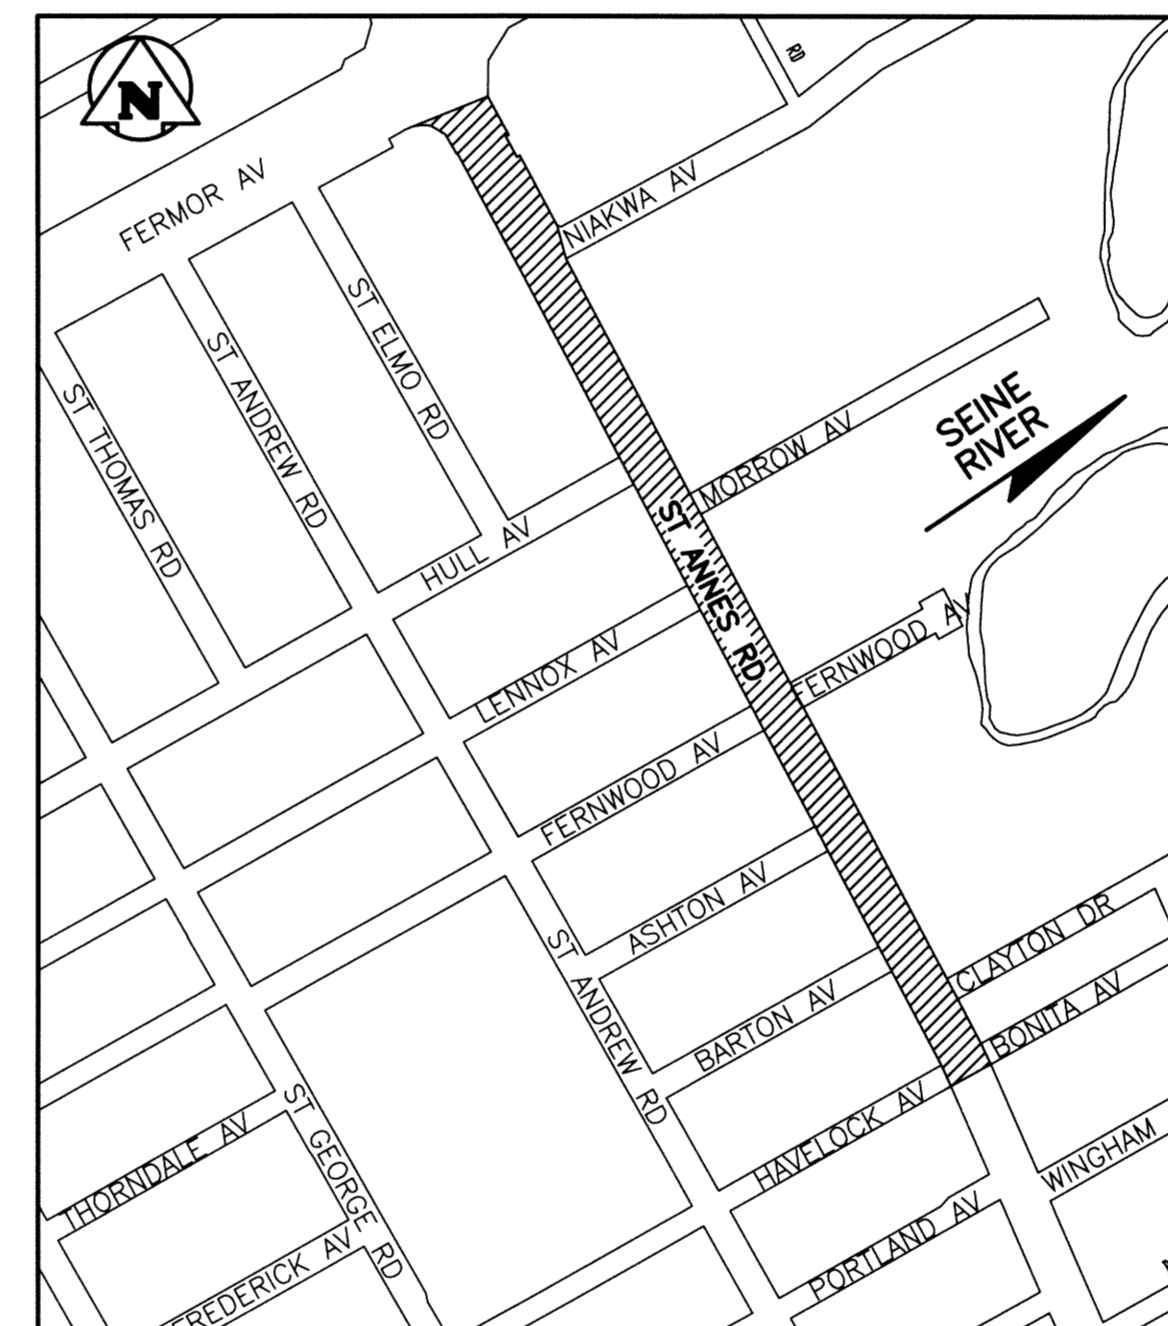 N
RD
FERMOR AV
NIAKWA AV
ST ELMO RD
ST ANDREW RD
ST THOMAS RD
SEINE
RIVER
MORROW AV
HULL AV
ST ANNES RD
LENNOX AV
FERNWOOD AV
FERNWOOD AV
ASHTON AV
CLAYTON DR
ST ANDREW RD
BARTON AV
BONITA AV
HAVELOCK AV
ST GEORGE RD
THORNDALE AV
WINGHAM
PORTLAND AV
FREDERICK AV